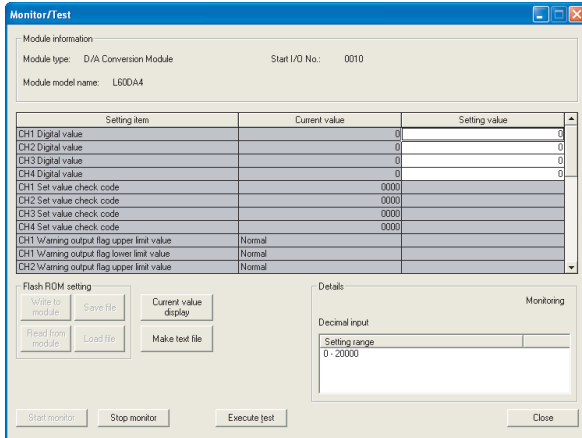 Monitor/Test
Module information
Module type: D/A Conversion Module Start I/O No.: 0010
Module model name: L60DA4
Setting item Current value Setting value
CH1 Digital value 0 0
CH2 Digital value 0 0
CH3 Digital value 0 0
CH4 Digital value 0 0
CH1 Set value check code 0000
CH2 Set value check code 0000
CH3 Set value check code 0000
CH4 Set value check code 0000
CH1 Warning output flag upper limit value Normal
CH1 Warning output flag lower limit value Normal
CH2 Warning output flag upper limit value Normal
Flash ROM setting
Write to
module
Save file
Current value
display
Read from
module
Load file
Make text file
Details
Monitoring
Decimal input
Setting range
0 - 20000
Start monitor Stop monitor Execute test Close